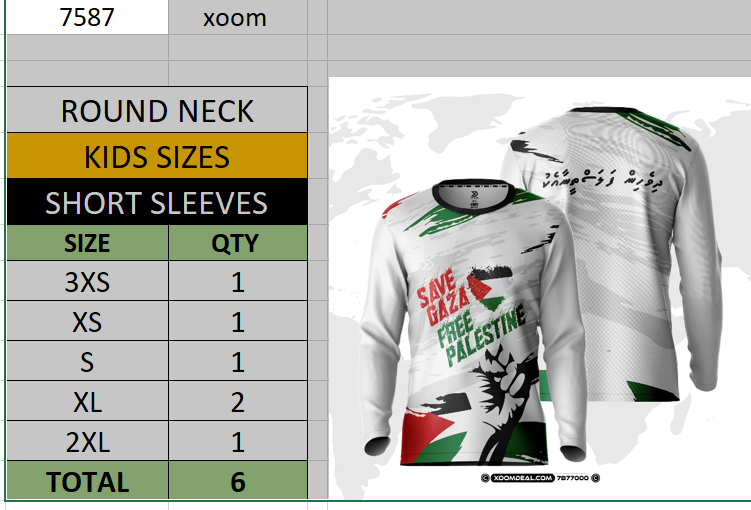 7587 xoom
ROUND NECK
KIDS SIZES
SHORT SLEEVES
SIZE QTY
3XS 1
XS 1
S 1
XL 2
2XL 1
TOTAL 6
ދިވެހިން ފަލަސްޠީނާއެކު
SAVE
GAZA
FREE
PALESTINE
XOOMDEAL.COM 7877000